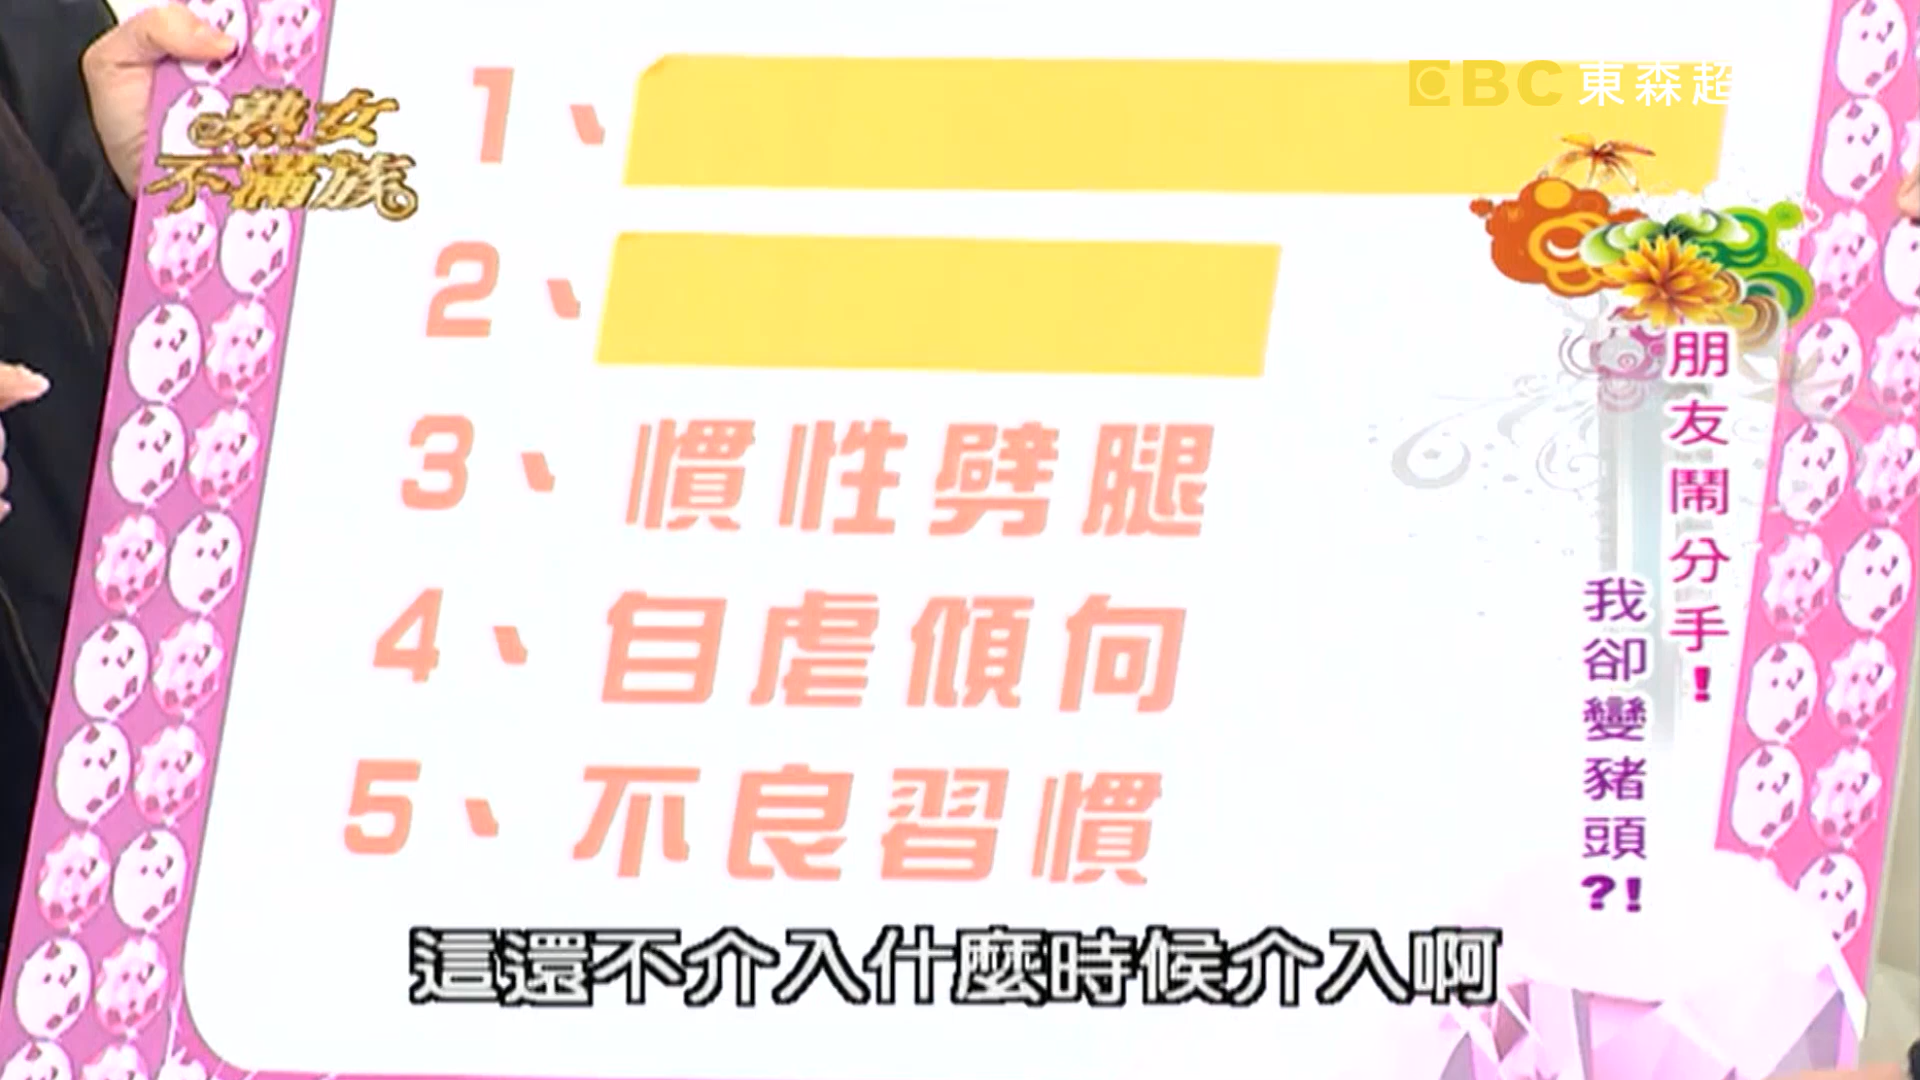 EBC 東森超
熟女
不滿族
1、
2、
3、慣性劈腿
4、自虐傾向
5、不良習慣
朋友鬧分手!
我卻變豬頭?!
這還不介入什麼時候介入啊